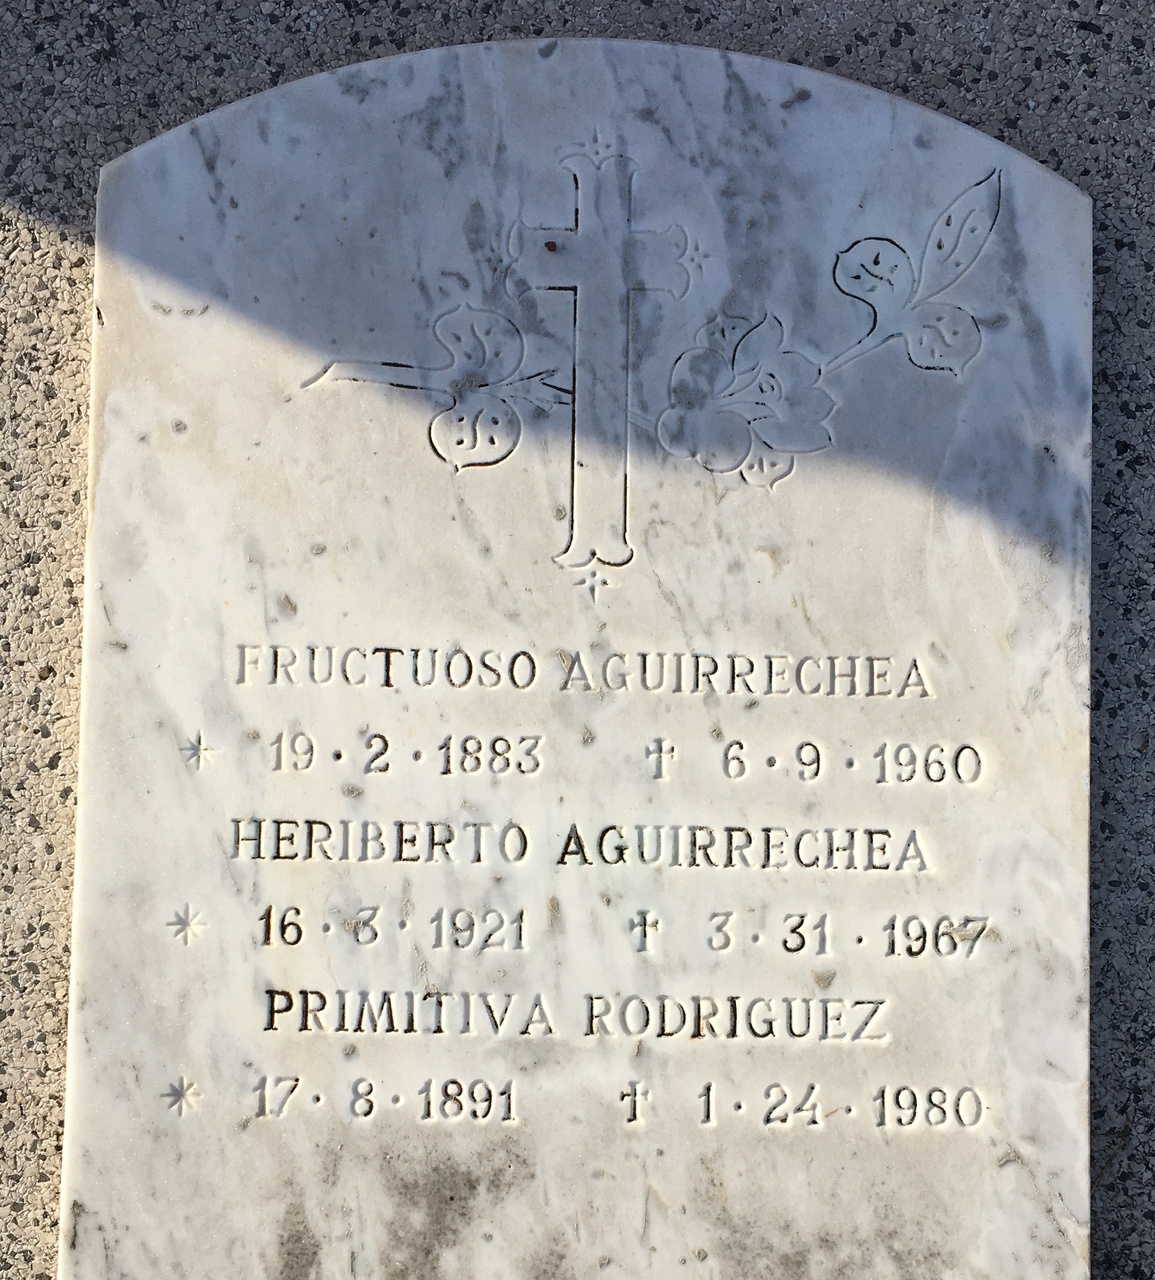 FRUCTUOSO AGUIRRECHEA
* 19·2·1883 † 6·9·1960
HERIBERTO AGUIRRECHEA
* 16·3·1921 † 3·31·1967
PRIMITIVA RODRIGUEZ
* 17·8·1891 † 1·24·1980